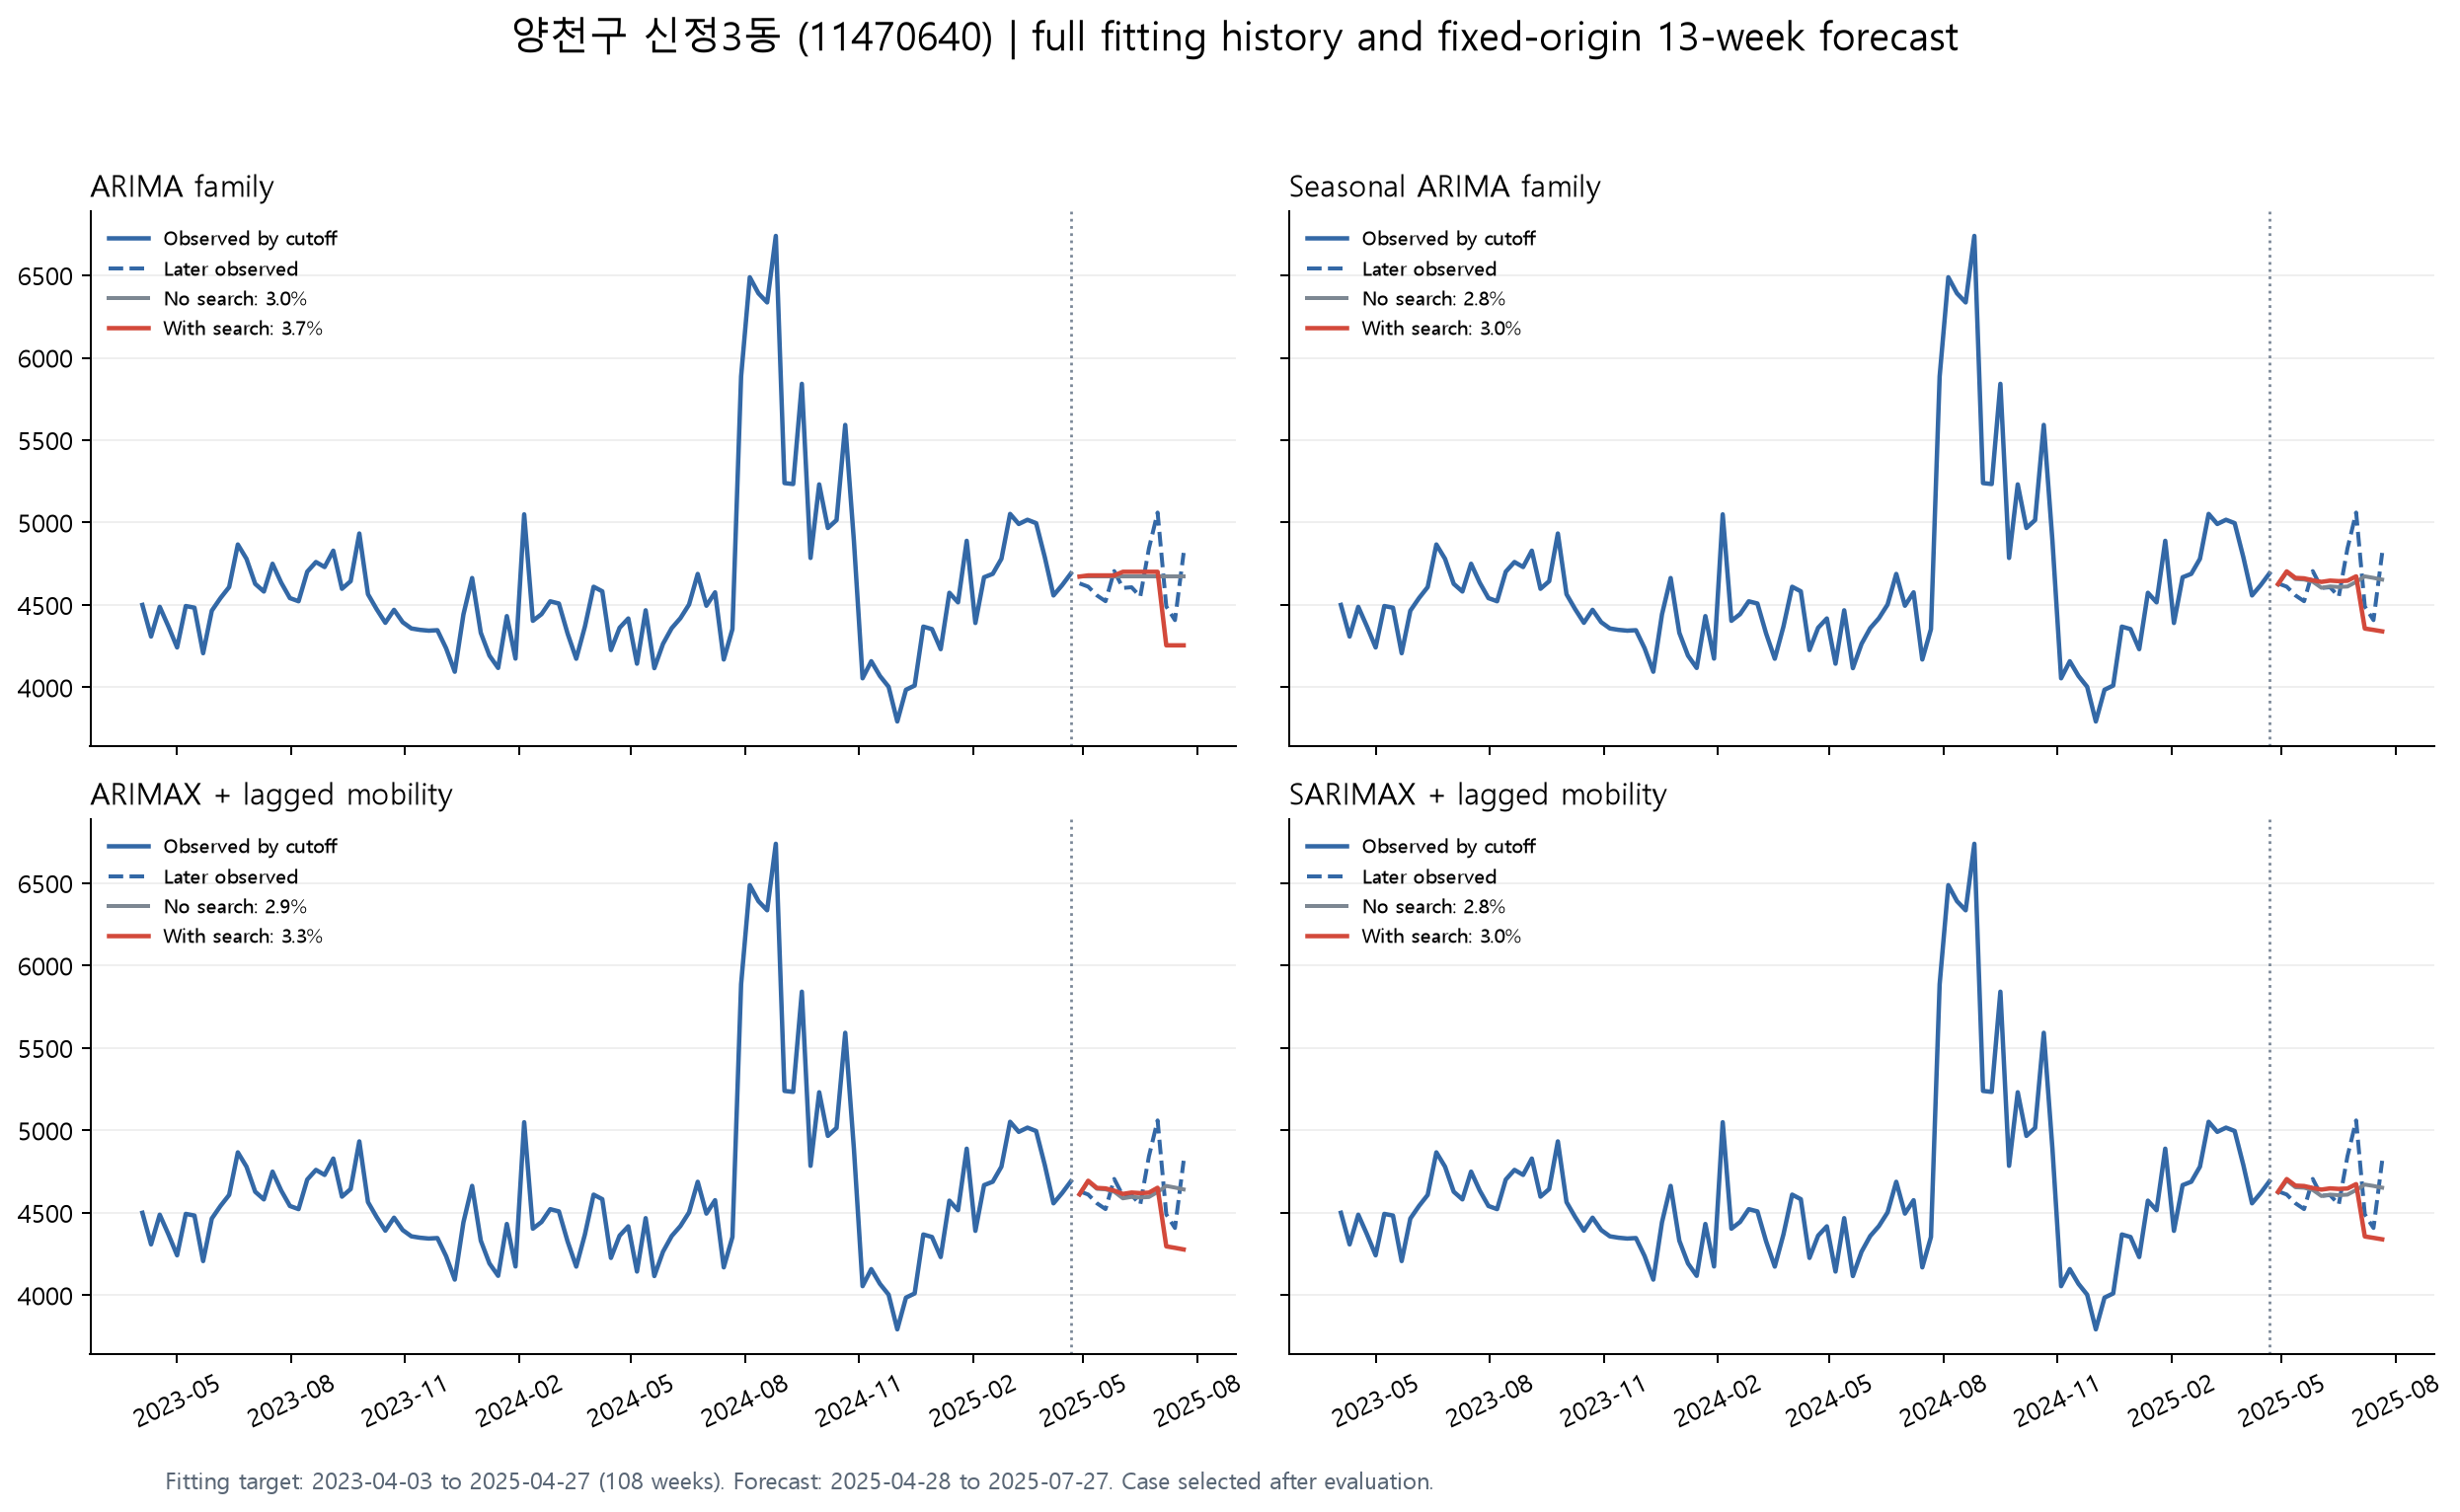 양천구 신정3동 (11470640) | full fitting history and fixed-origin 13-week forecast
ARIMA family
Observed by cutoff
Later observed
No search: 3.0%
With search: 3.7%
6500
6000
5500
5000
4500
4000
Seasonal ARIMA family
Observed by cutoff
Later observed
No search: 2.8%
With search: 3.0%
ARIMAX + lagged mobility
Observed by cutoff
Later observed
No search: 2.9%
With search: 3.3%
6500
6000
5500
5000
4500
4000
2023-05
2023-08
2023-11
2024-02
2024-05
2024-08
2024-11
2025-02
2025-05
2025-08
SARIMAX + lagged mobility
Observed by cutoff
Later observed
No search: 2.8%
With search: 3.0%
2023-05
2023-08
2023-11
2024-02
2024-05
2024-08
2024-11
2025-02
2025-05
2025-08
Fitting target: 2023-04-03 to 2025-04-27 (108 weeks). Forecast: 2025-04-28 to 2025-07-27. Case selected after evaluation.